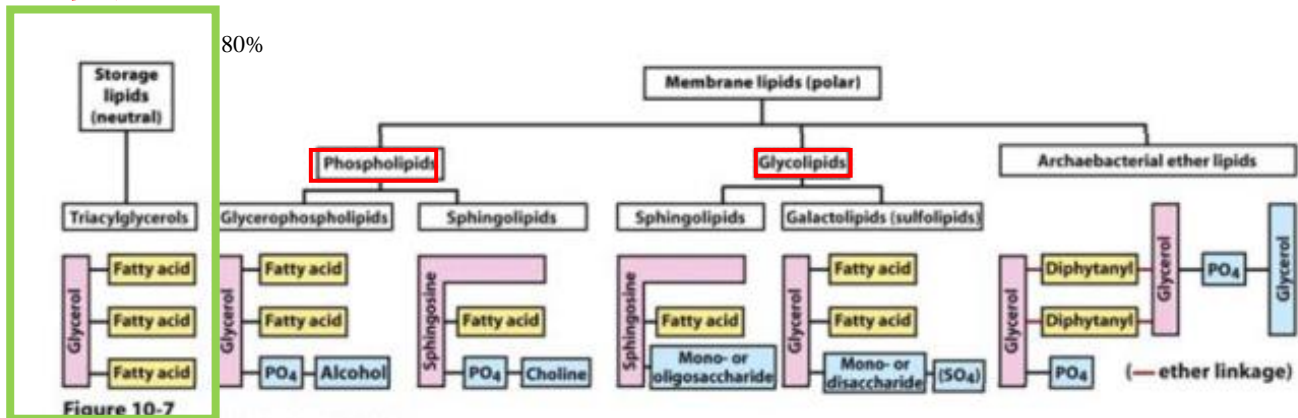 80%
Storage
lipids
(neutral)
Membrane lipids (polar)
Phospholipids
Glycolipids
Archaebacterial ether lipids
Triacylglycerols
Glycerophospholipids
Sphingolipids
Sphingolipids
Galactolipids (sulfolipids)
Glycerol
Fatty acid
Fatty acid
Fatty acid
Glycerol
Fatty acid
Fatty acid
PO4
Alcohol
Sphingosine
Fatty acid
PO4
Choline
Sphingosine
Fatty acid
Mono- or
oligosaccharide
Glycerol
Fatty acid
Fatty acid
Mono- or
disaccharide
(SO4)
Glycerol
Diphytanyl
Diphytanyl
PO4
Glycerol
PO4
Glycerol
(— ether linkage)
Figure 10-7